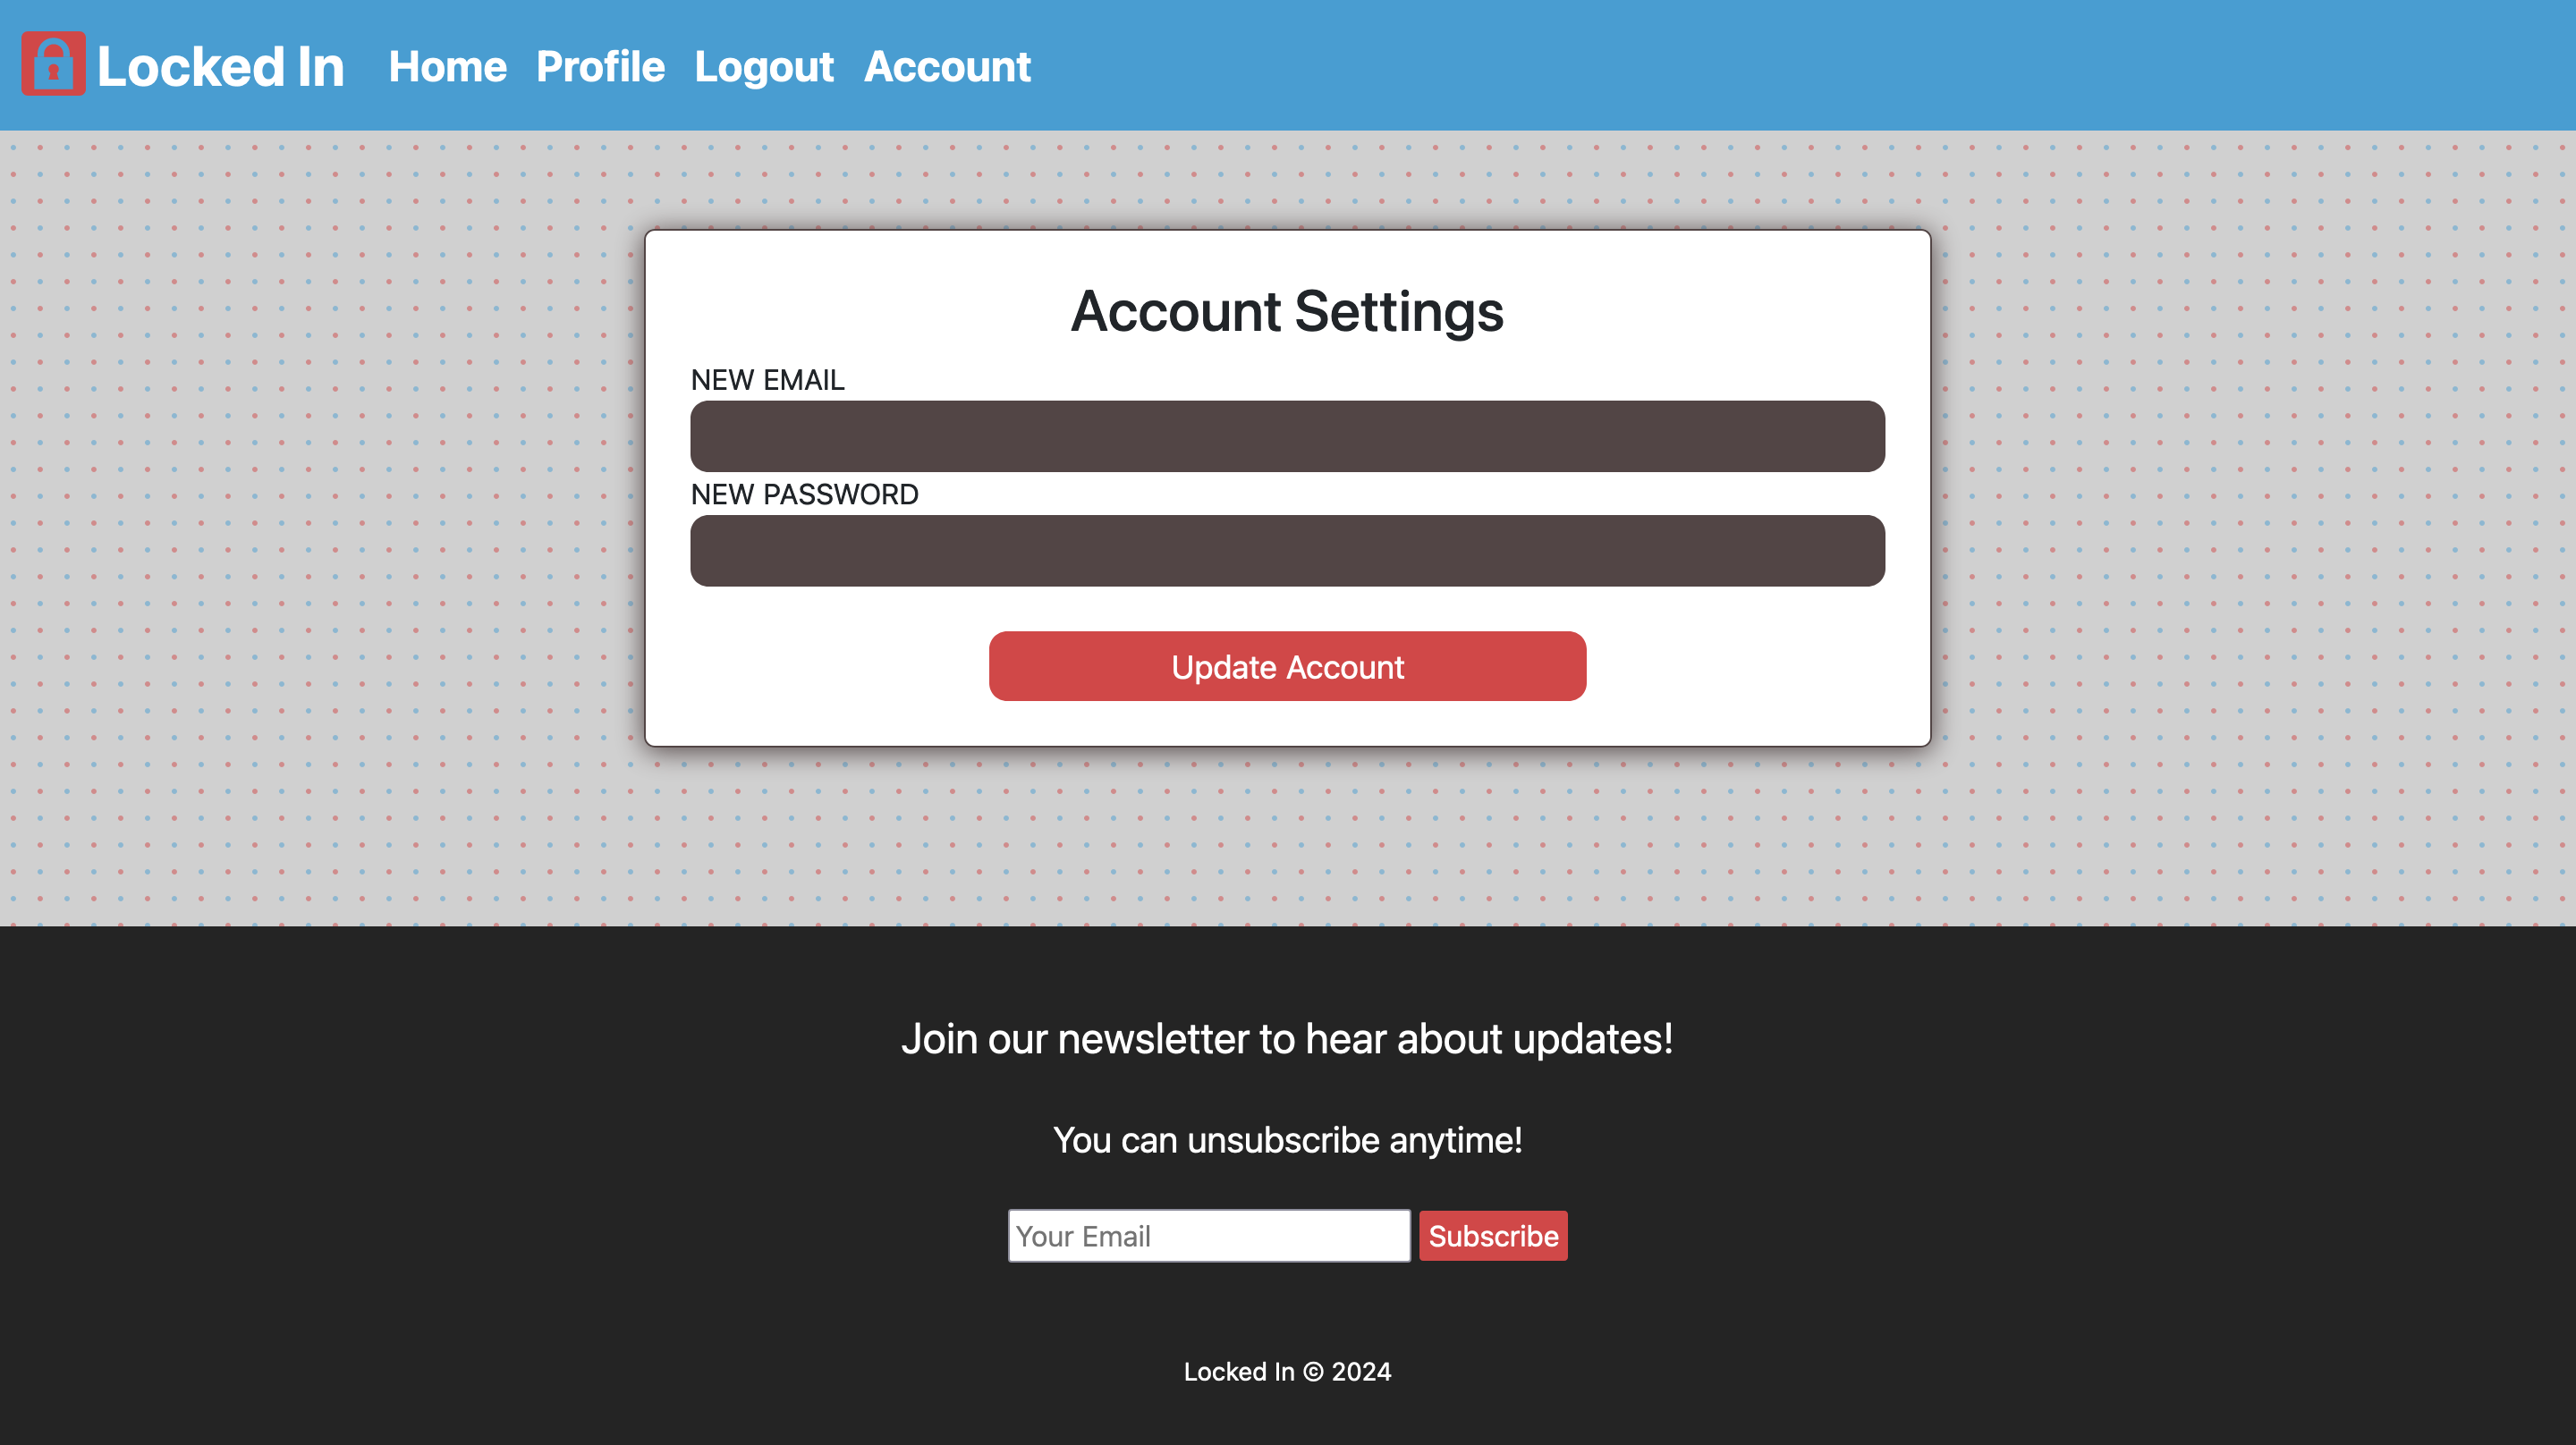 Locked In Home Profile Logout Account
Account Settings
NEW EMAIL
NEW PASSWORD
Update Account
Join our newsletter to hear about updates!
You can unsubscribe anytime!
Your Email Subscribe
Locked In © 2024